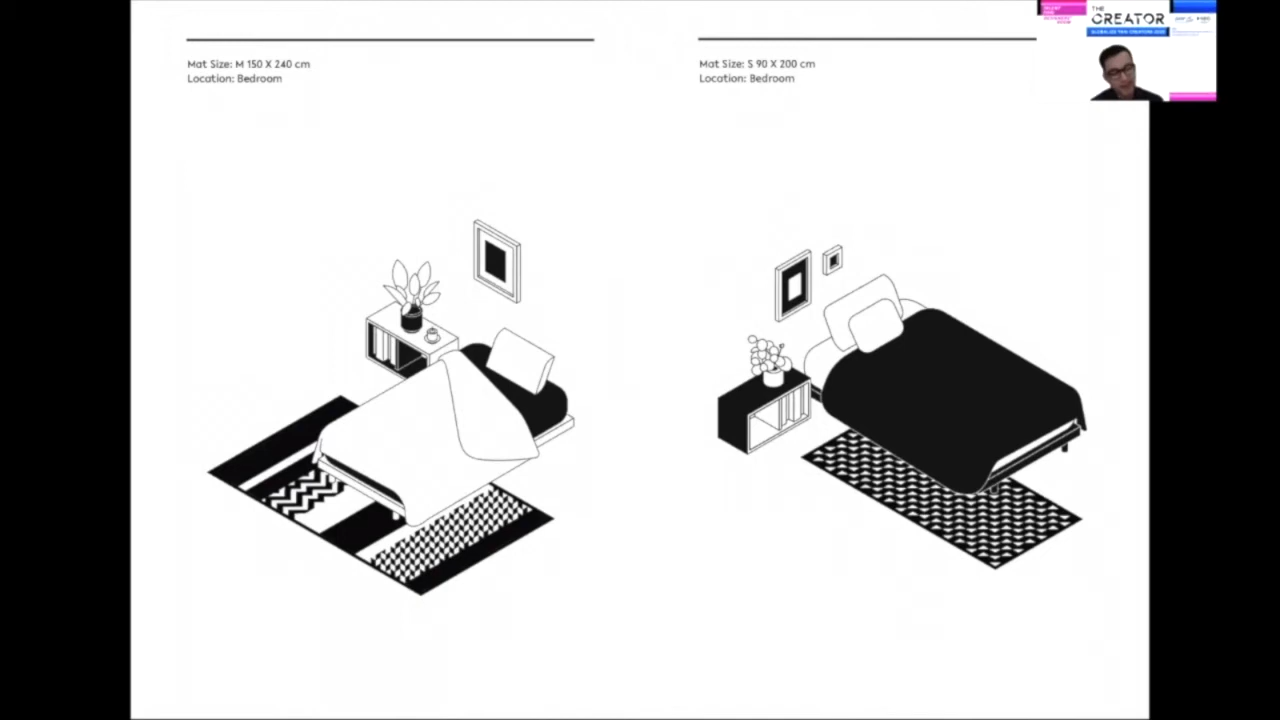 Mat Size: M 150 X 240 cm
Location: Bedroom
Mat Size: S 90 X 200 cm
Location: Bedroom
THE
CREATOR